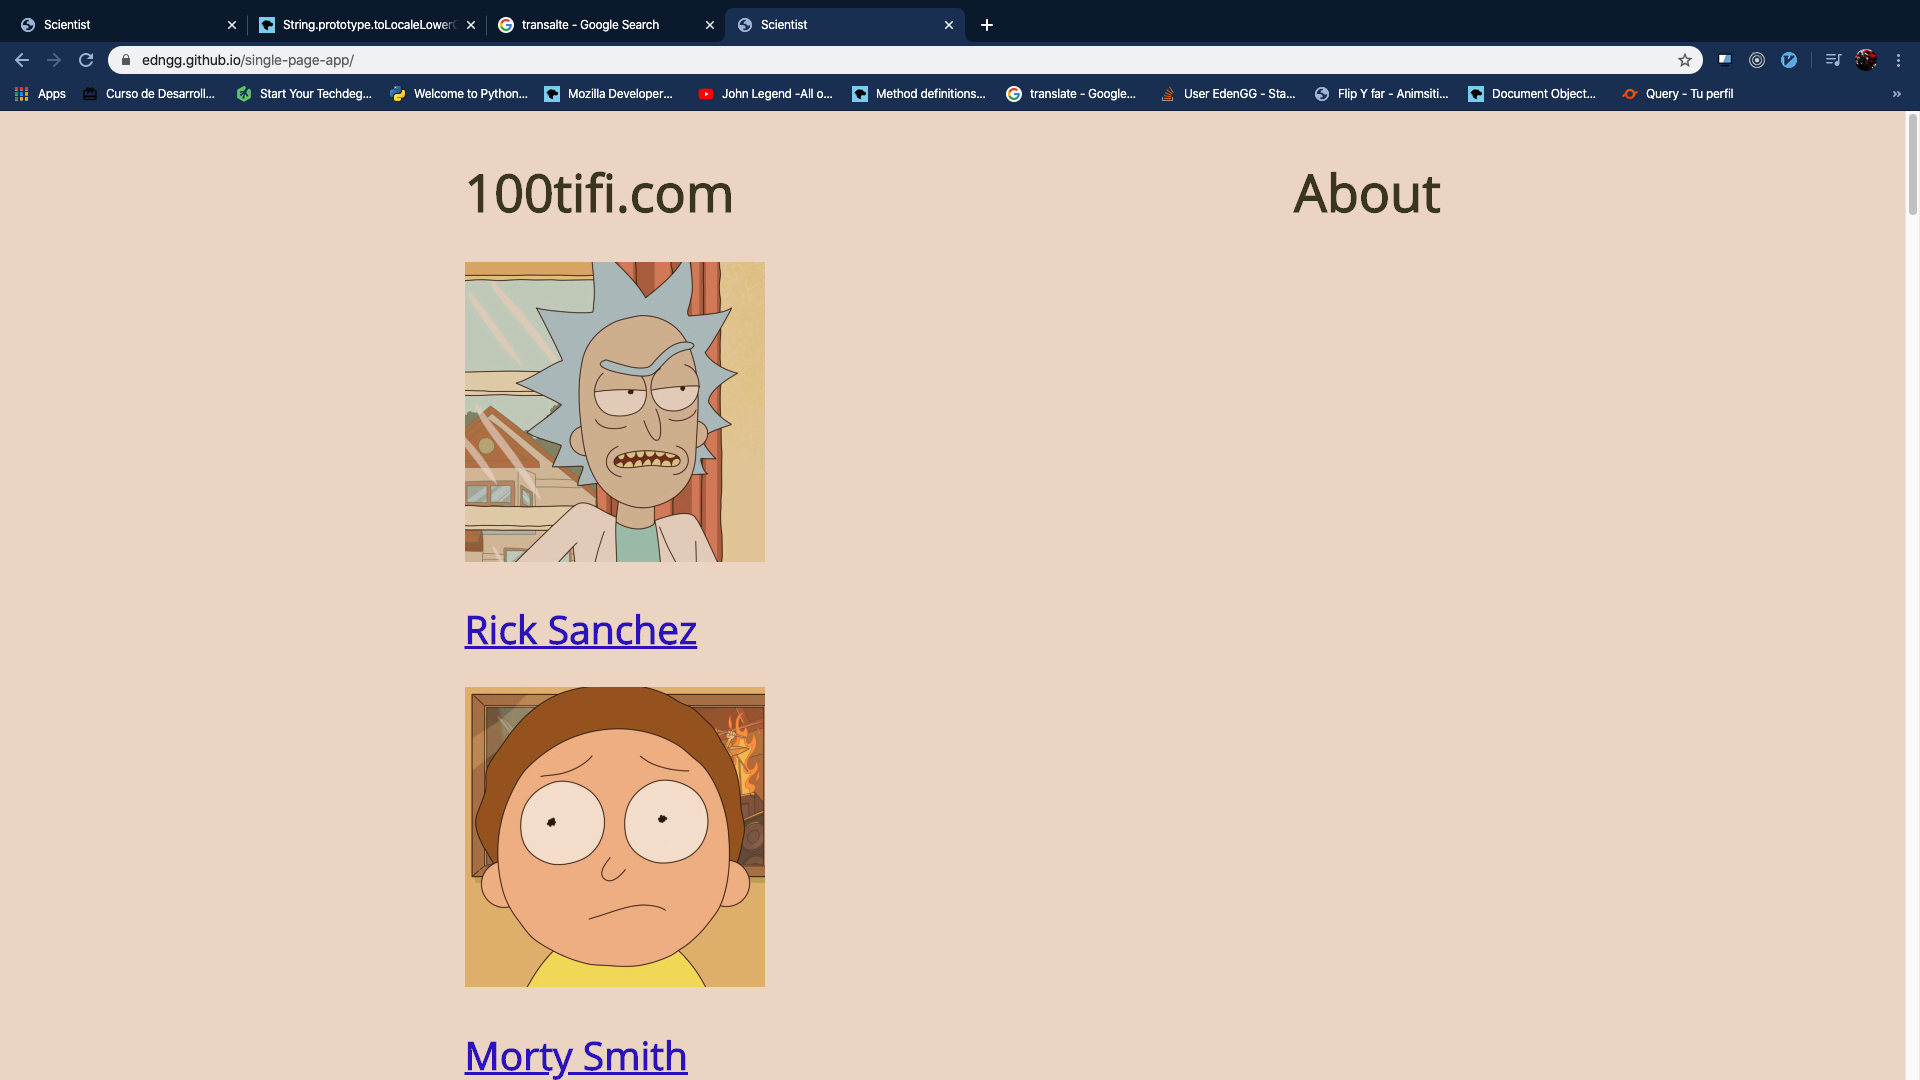 Scientist
String.prototype.toLocaleLower
transalte - Google Search
Scientist
edngg.github.io/single-page-app/
Apps
Curso de Desarroll...
Start Your Techdeg...
Welcome to Python...
Mozilla Developer...
John Legend -All o...
Method definitions...
translate - Google...
User EdenGG - Sta...
Flip Y far - Animsiti...
Document Object...
Query - Tu perfil
»
100tifi.com
About
Rick Sanchez
Morty Smith